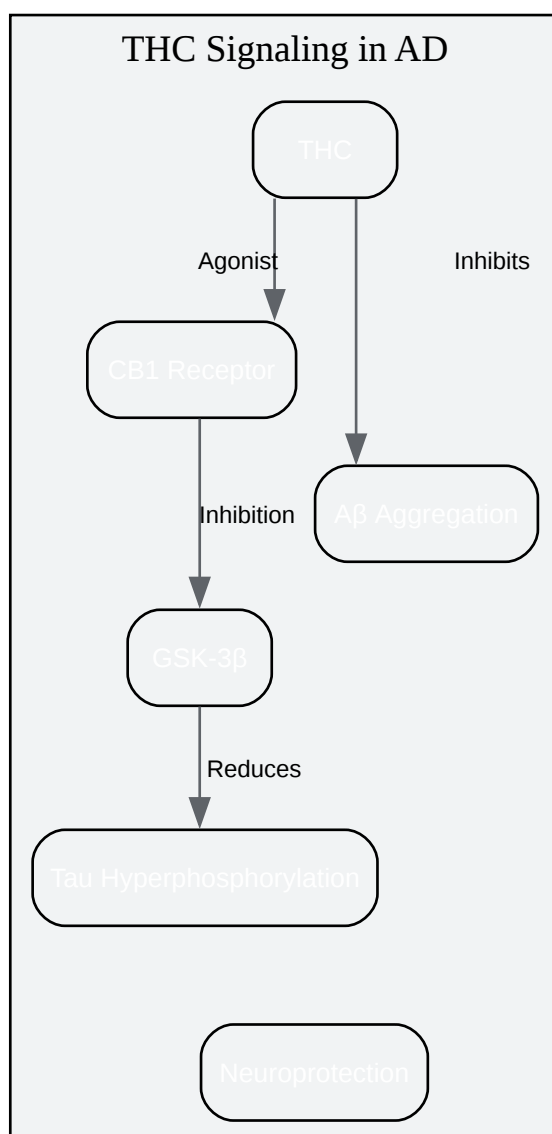 THC Signaling in AD
THC
Agonist
Inhibits
CB1 Receptor
Inhibition
Aβ Aggregation
GSK-3β
Reduces
Tau Hyperphosphorylation
Neuroprotection